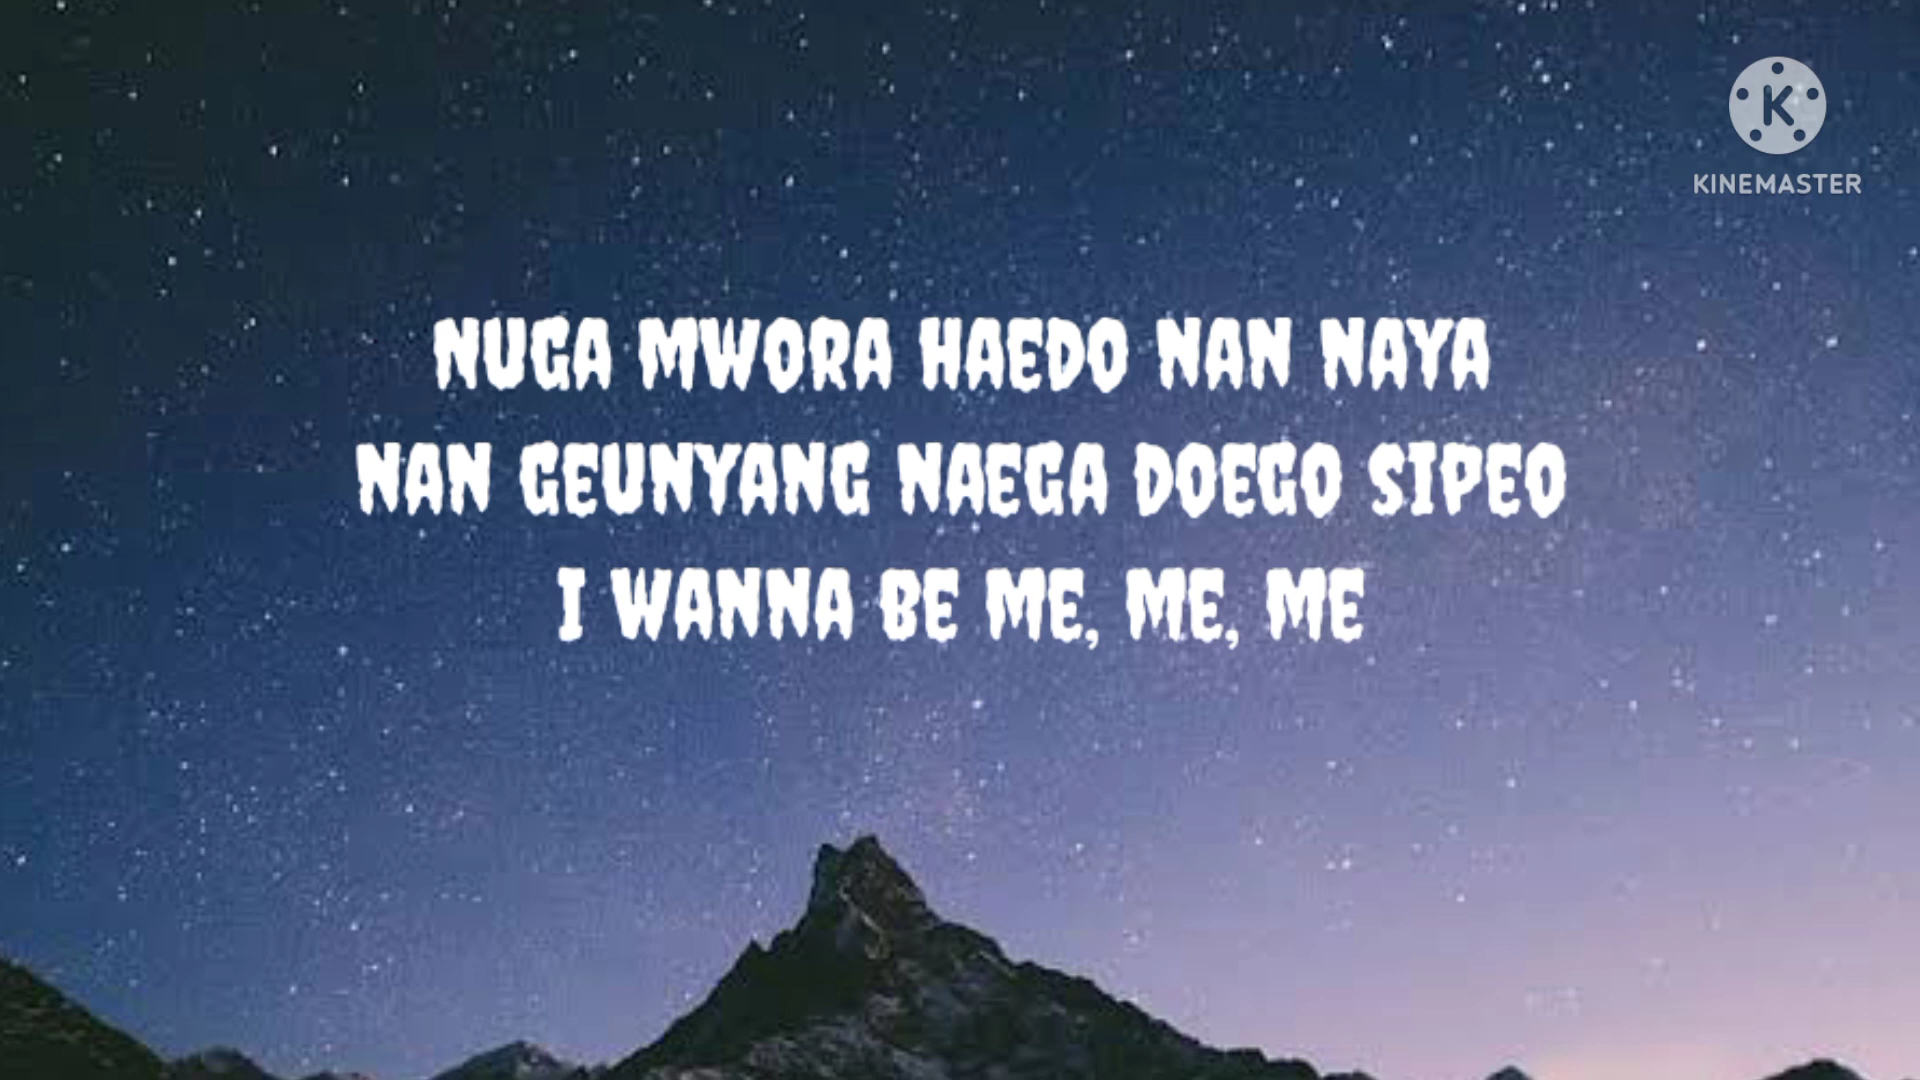 KINEMASTER
NUGA MWORA HAEDO NAN NAYA
NAN GEUNYANG NAEGA DOEGO SIPEO
I WANNA BE ME, ME, ME